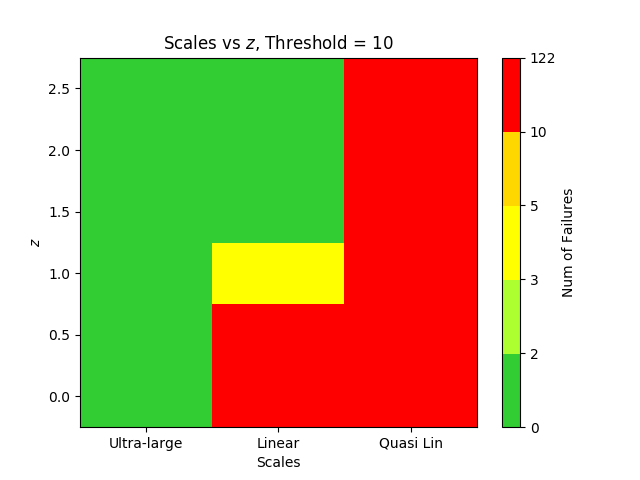 Scales vs z, Threshold = 10
2.5
2.0
1.5
1.0
0.5
0.0
z
Ultra-large Linear Quasi Lin
Scales
122
10
5
3
2
0
Num of Failures